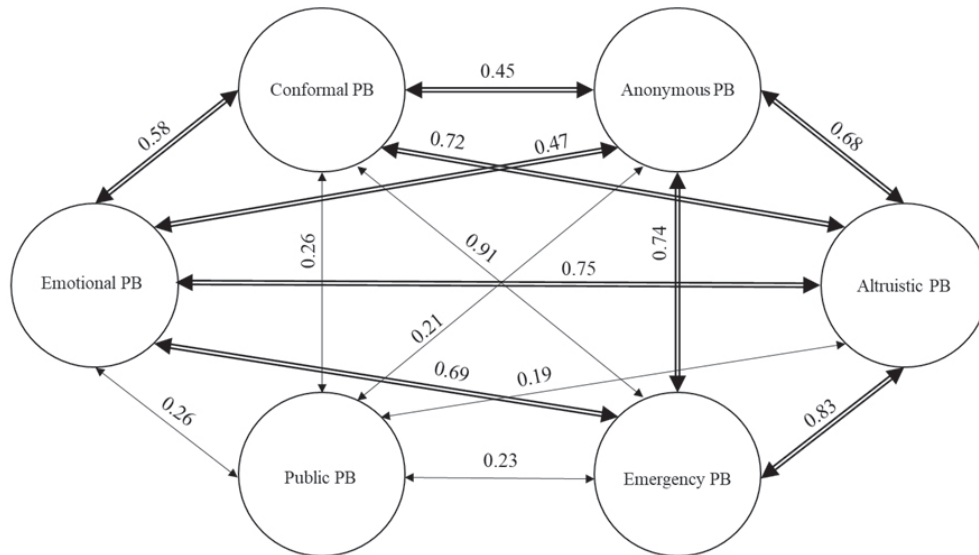 Conformal PB
0.45
Anonymous PB
0.58
0.72
0.47
0.68
0.26
0.91
0.74
Emotional PB
0.75
Altruistic PB
0.21
0.69
0.19
0.26
0.83
Public PB
0.23
Emergency PB